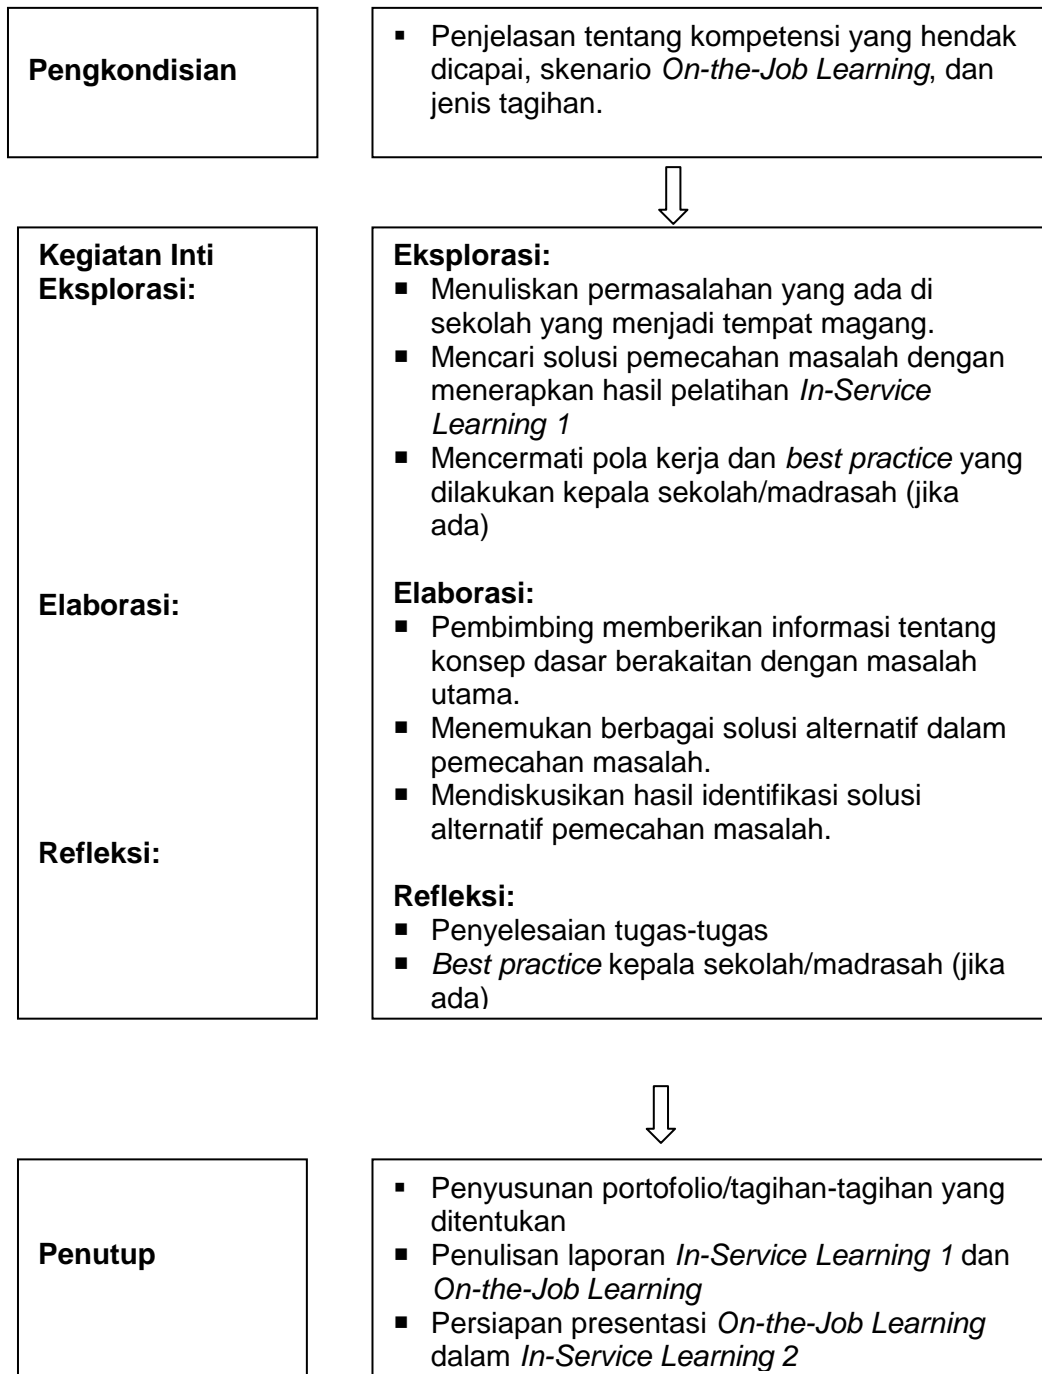 Pengkondisian
▪ Penjelasan tentang kompetensi yang hendak
dicapai, skenario On-the-Job Learning, dan
jenis tagihan.
Kegiatan Inti
Eksplorasi:
Elaborasi:
Refleksi:
Eksplorasi:
▪ Menuliskan permasalahan yang ada di
sekolah yang menjadi tempat magang.
▪ Mencari solusi pemecahan masalah dengan
menerapkan hasil pelatihan In-Service
Learning 1
▪ Mencermati pola kerja dan best practice yang
dilakukan kepala sekolah/madrasah (jika
ada)
Elaborasi:
▪ Pembimbing memberikan informasi tentang
konsep dasar berakaitan dengan masalah
utama.
▪ Menemukan berbagai solusi alternatif dalam
pemecahan masalah.
▪ Mendiskusikan hasil identifikasi solusi
alternatif pemecahan masalah.
Refleksi:
▪ Penyelesaian tugas-tugas
▪ Best practice kepala sekolah/madrasah (jika
ada)
Penutup
▪ Penyusunan portofolio/tagihan-tagihan yang
ditentukan
▪ Penulisan laporan In-Service Learning 1 dan
On-the-Job Learning
▪ Persiapan presentasi On-the-Job Learning
dalam In-Service Learning 2